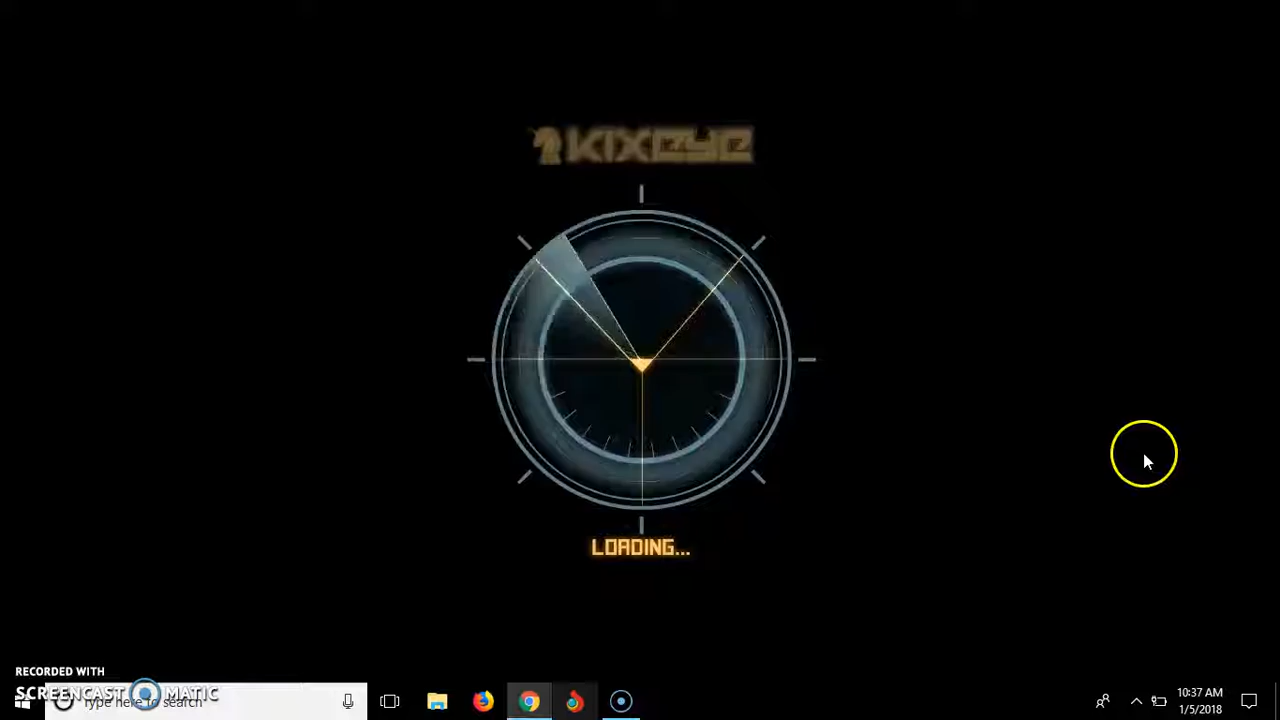 KIXEYE
LOADING...
RECORDED WITH
SCREENCAST MATIC
Type here to search
10:37 AM
1/5/2018